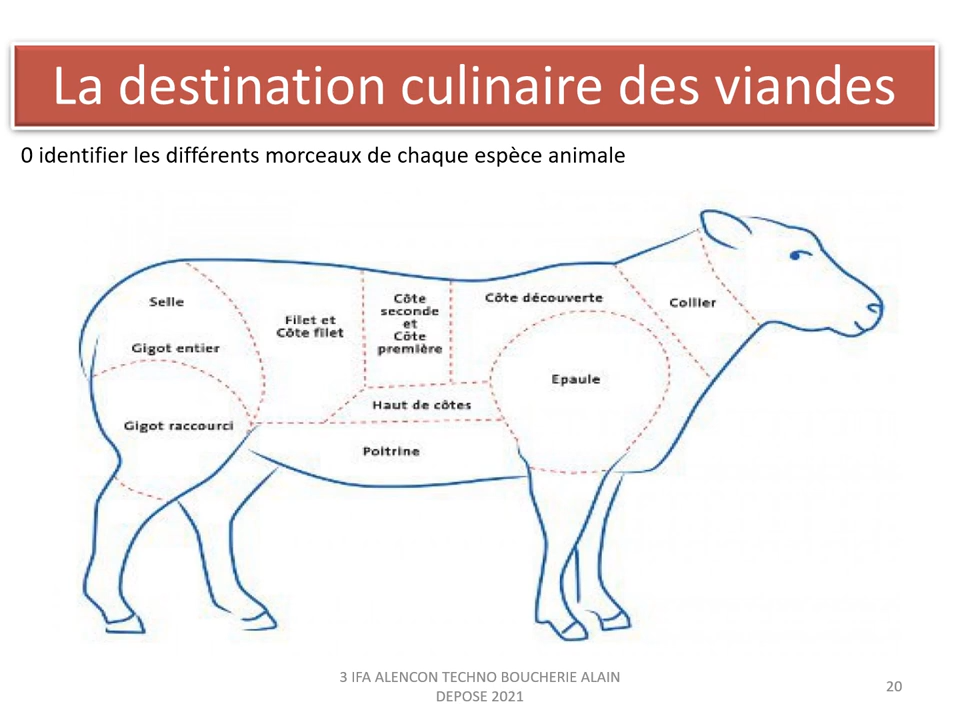 La destination culinaire des viandes
0 identifier les différents morceaux de chaque espèce animale
Selle
Gigot entier
Gigot raccourci
Filet et
Côte filet
Côte
seconde
et
Côte
première
Côte découverte
Collier
Epaule
Haut de côtes
Poitrine
3 IFA ALENCON TECHNO BOUCHERIE ALAIN
DEPOSE 2021
20